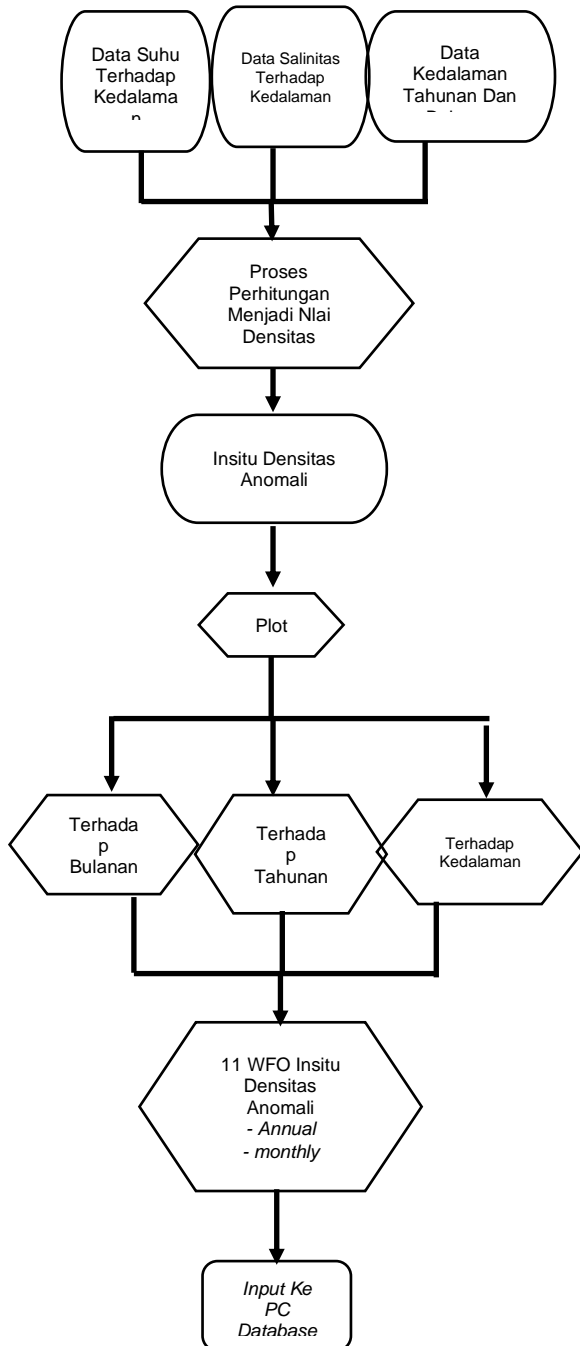 Data Suhu
Terhadap
Kedalama
n
Data Salinitas
Terhadap
Kedalaman
Data
Kedalaman
Tahunan Dan
Proses
Perhitungan
Menjadi Nlai
Densitas
Insitu Densitas
Anomali
Plot
Terhada
p
Bulanan
Terhada
p
Tahunan
Terhadap
Kedalaman
11 WFO Insitu
Densitas
Anomali
- Annual
- monthly
Input Ke
PC
Database